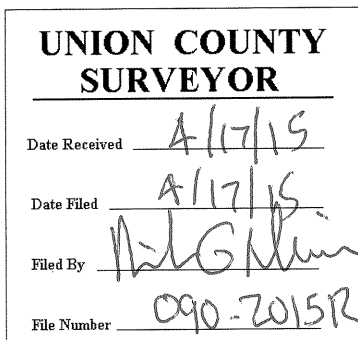 UNION COUNTY
SURVEYOR
Date Received 4/17/15
Date Filed 4/17/15
Filed By
File Number 090-2015R